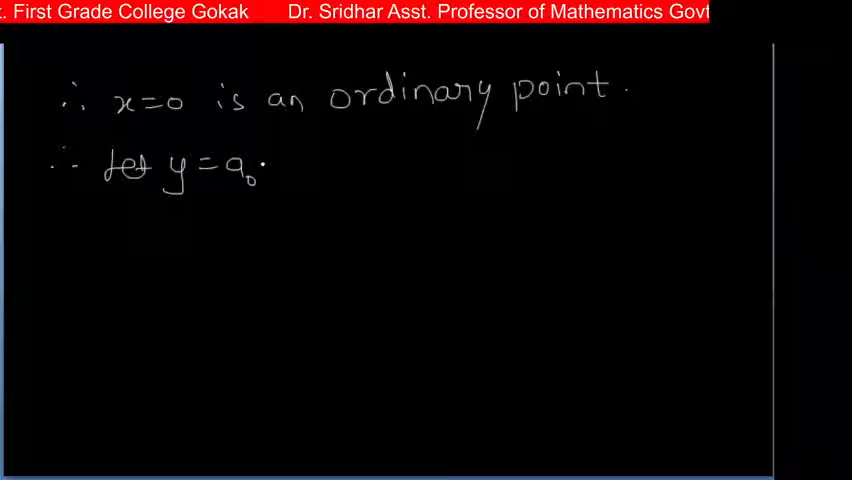 . First Grade College Gokak Dr. Sridhar Asst. Professor of Mathematics Govt
∴ x=0 is an ordinary point.
∴ let y = a₀